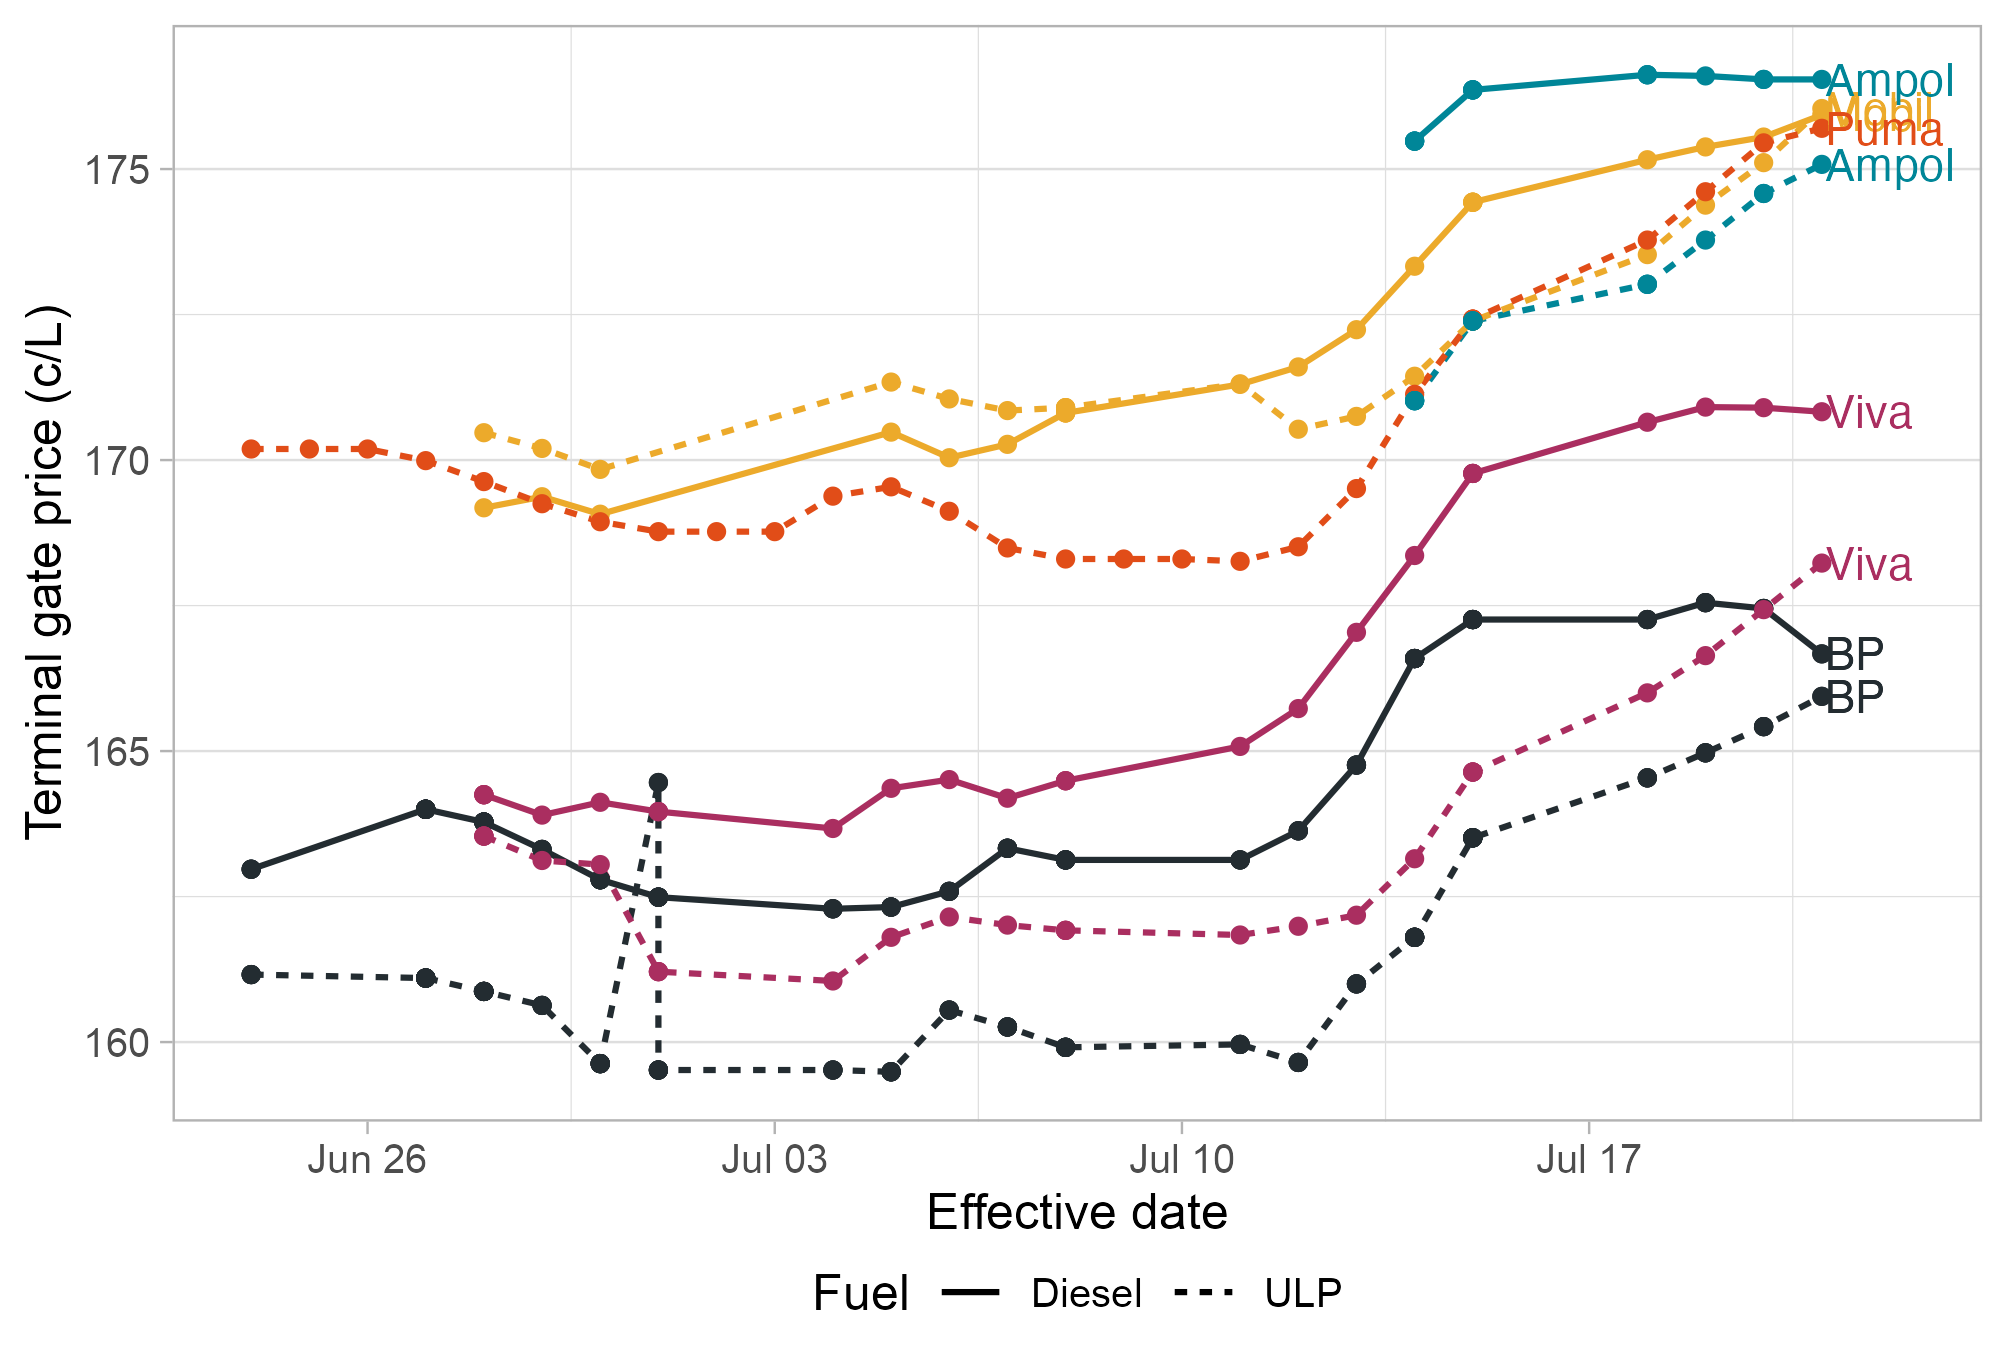 Terminal gate price (c/L)
175
170
165
160
Ampol
Mobil
Puma
Ampol
Viva
Viva
BP
BP
Jun 26
Jul 03
Jul 10
Jul 17
Effective date
Fuel Diesel ULP